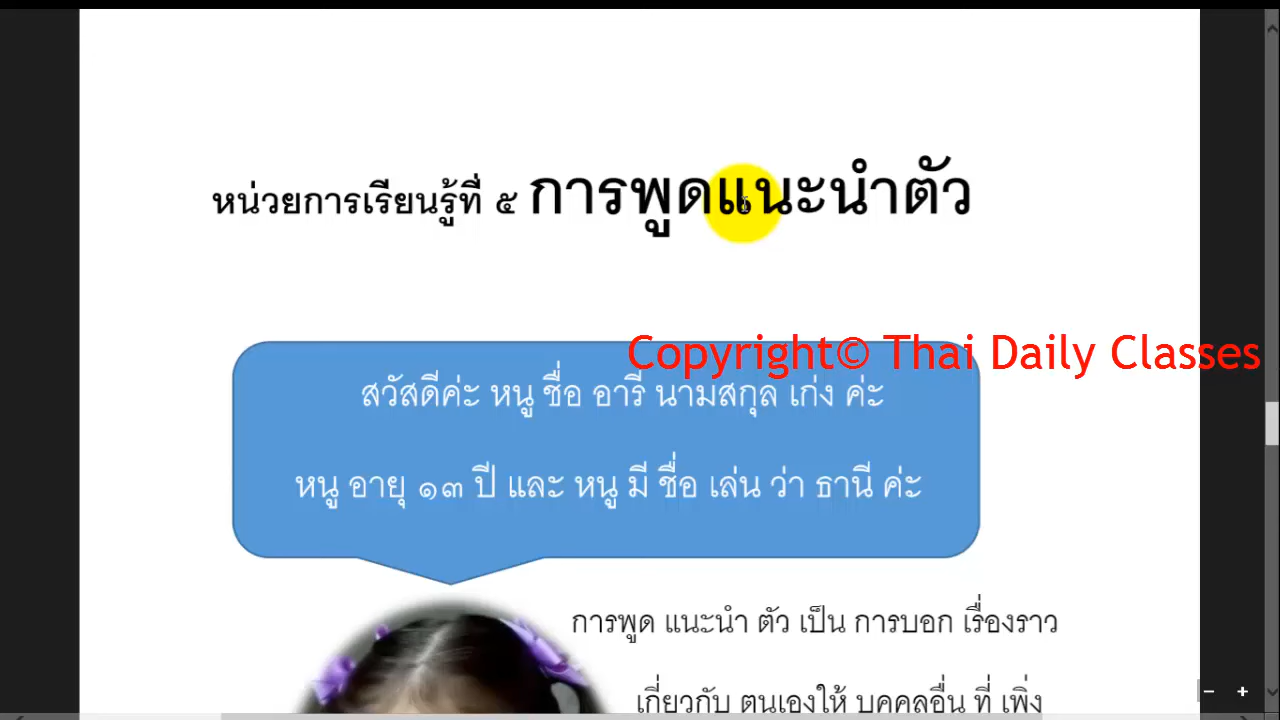 หน่วยการเรียนรู้ที่ ๕ การพูดแนะนำตัว
Copyright© Thai Daily Classes
สวัสดีค่ะ หนู ชื่อ อารี นามสกุล เก่ง ค่ะ
หนู อายุ ๑๓ ปี และ หนู มี ชื่อ เล่น ว่า ธานี ค่ะ
การพูด แนะนำ ตัว เป็น การบอก เรื่องราว
เกี่ยวกับ ตนเองให้ บุคคลอื่น ที่ เพิ่ง